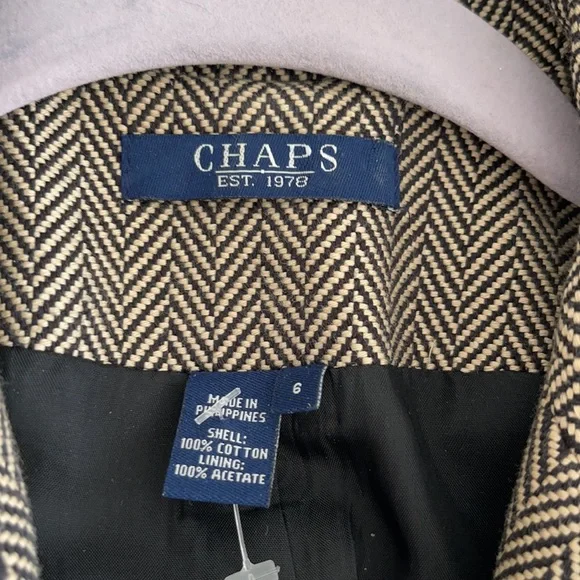 CHAPS
EST. 1978
6
MADE IN
PHILIPPINES
SHELL:
100% COTTON
LINING:
100% ACETATE